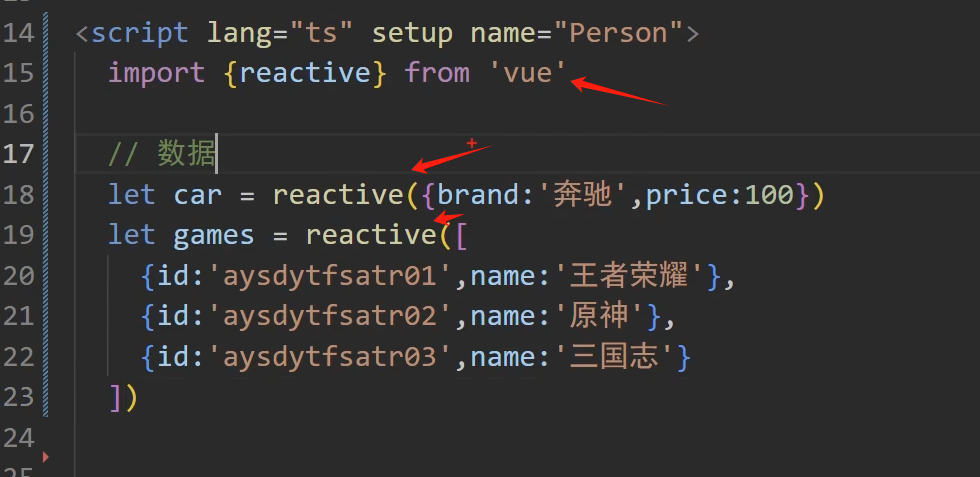 14 <script lang="ts" setup name="Person">
15 import {reactive} from 'vue'
16
17 // 数据
18 let car = reactive({brand:'奔驰',price:100})
19 let games = reactive([
20 {id:'aysdytfsatr01',name:'王者荣耀'},
21 {id:'aysdytfsatr02',name:'原神'},
22 {id:'aysdytfsatr03',name:'三国志'}
23 ])
24